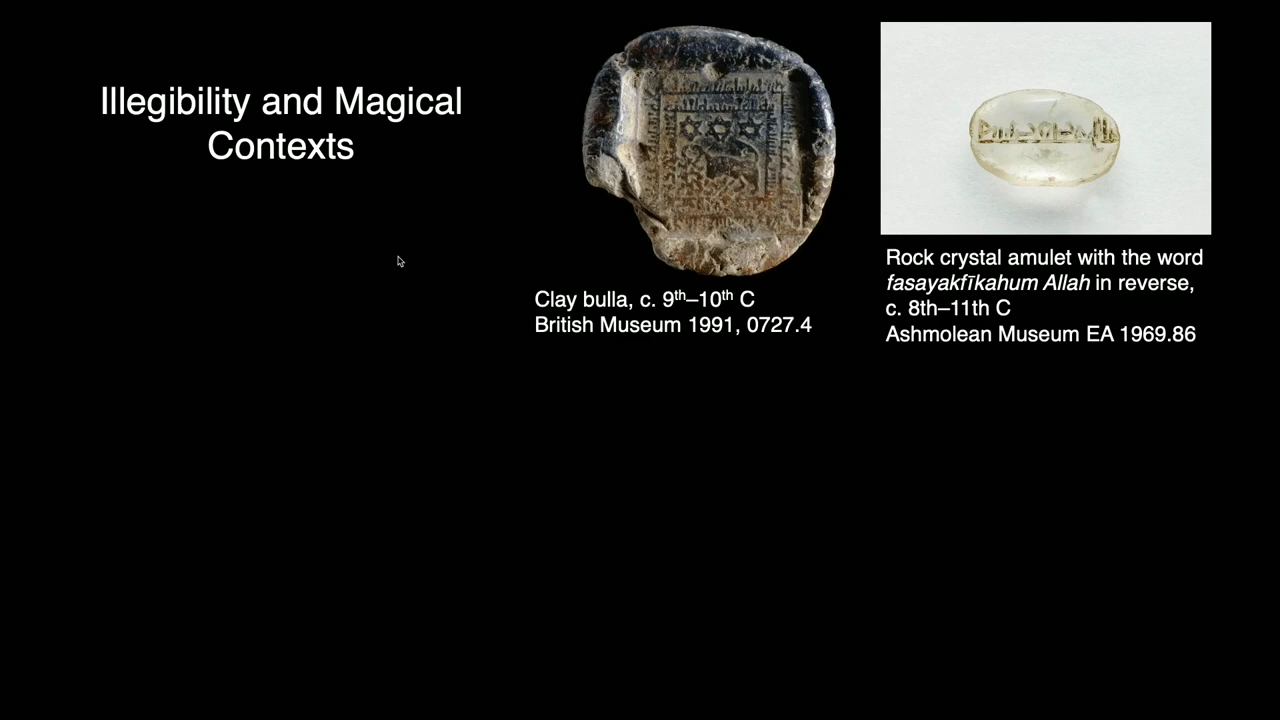 Illegibility and Magical
Contexts
Clay bulla, c. 9th–10th C
British Museum 1991, 0727.4
Rock crystal amulet with the word
fasayakfīkahum Allah in reverse,
c. 8th–11th C
Ashmolean Museum EA 1969.86